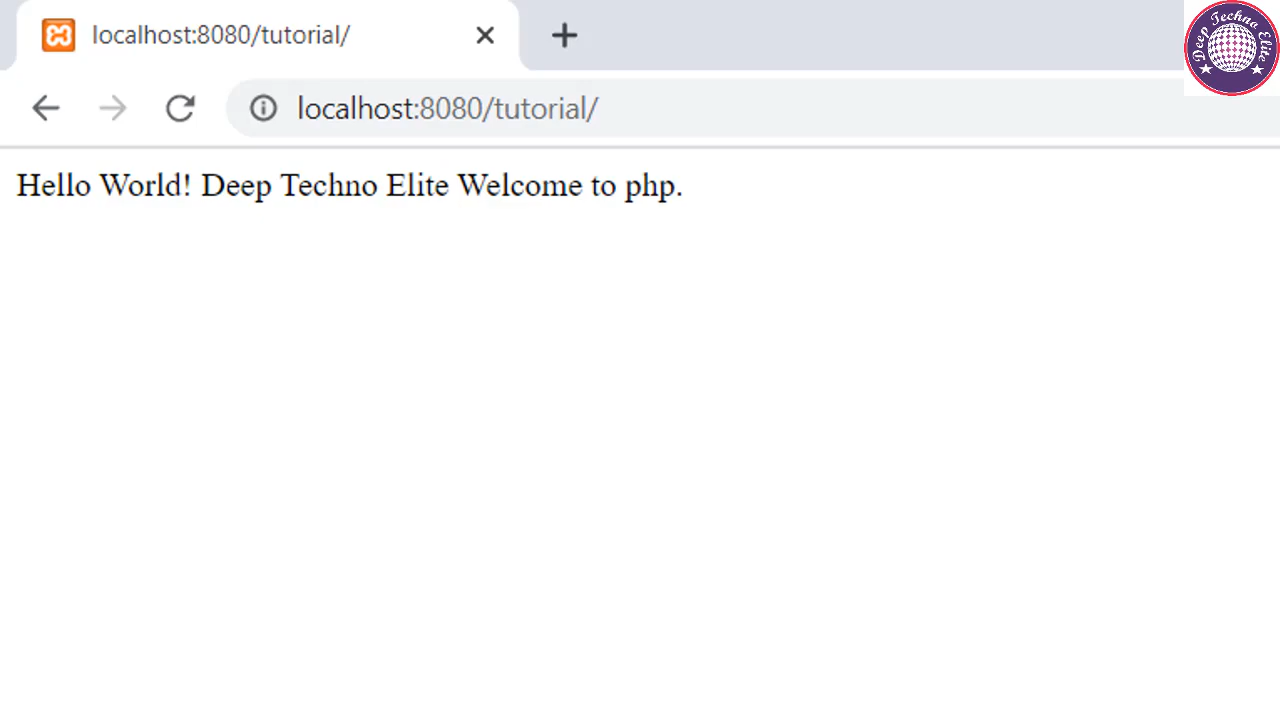 localhost:8080/tutorial/
localhost:8080/tutorial/
Hello World! Deep Techno Elite Welcome to php.
Deep Techno Elite